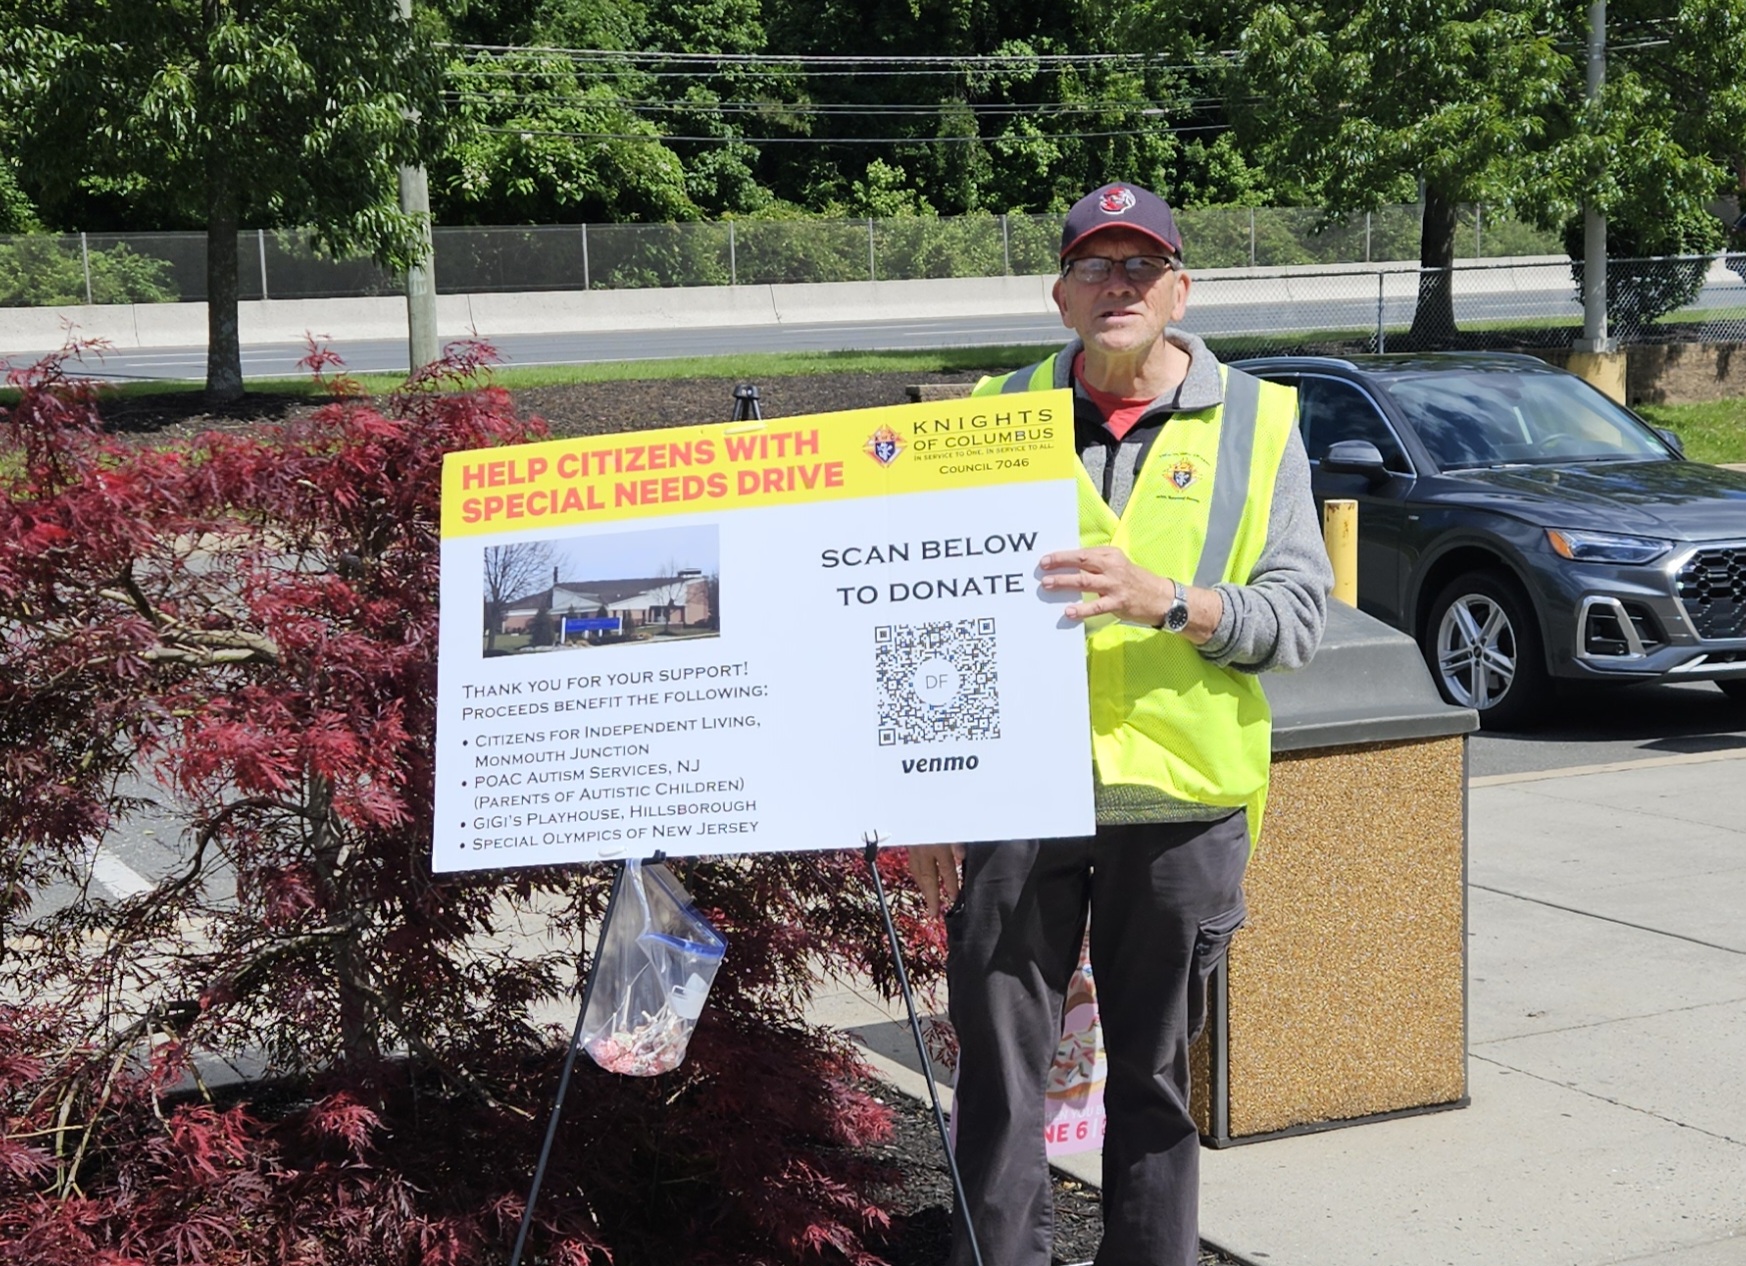 HELP CITIZENS WITH
SPECIAL NEEDS DRIVE
KNIGHTS
OF COLUMBUS
IN SERVICE TO ONE. IN SERVICE TO ALL.
COUNCIL 7046
SCAN BELOW
TO DONATE
DF
venmo
THANK YOU FOR YOUR SUPPORT!
PROCEEDS BENEFIT THE FOLLOWING:
• CITIZENS FOR INDEPENDENT LIVING,
MONMOUTH JUNCTION
• POAC AUTISM SERVICES, NJ
(PARENTS OF AUTISTIC CHILDREN)
• GIGI'S PLAYHOUSE, HILLSBOROUGH
• SPECIAL OLYMPICS OF NEW JERSEY
NE 6